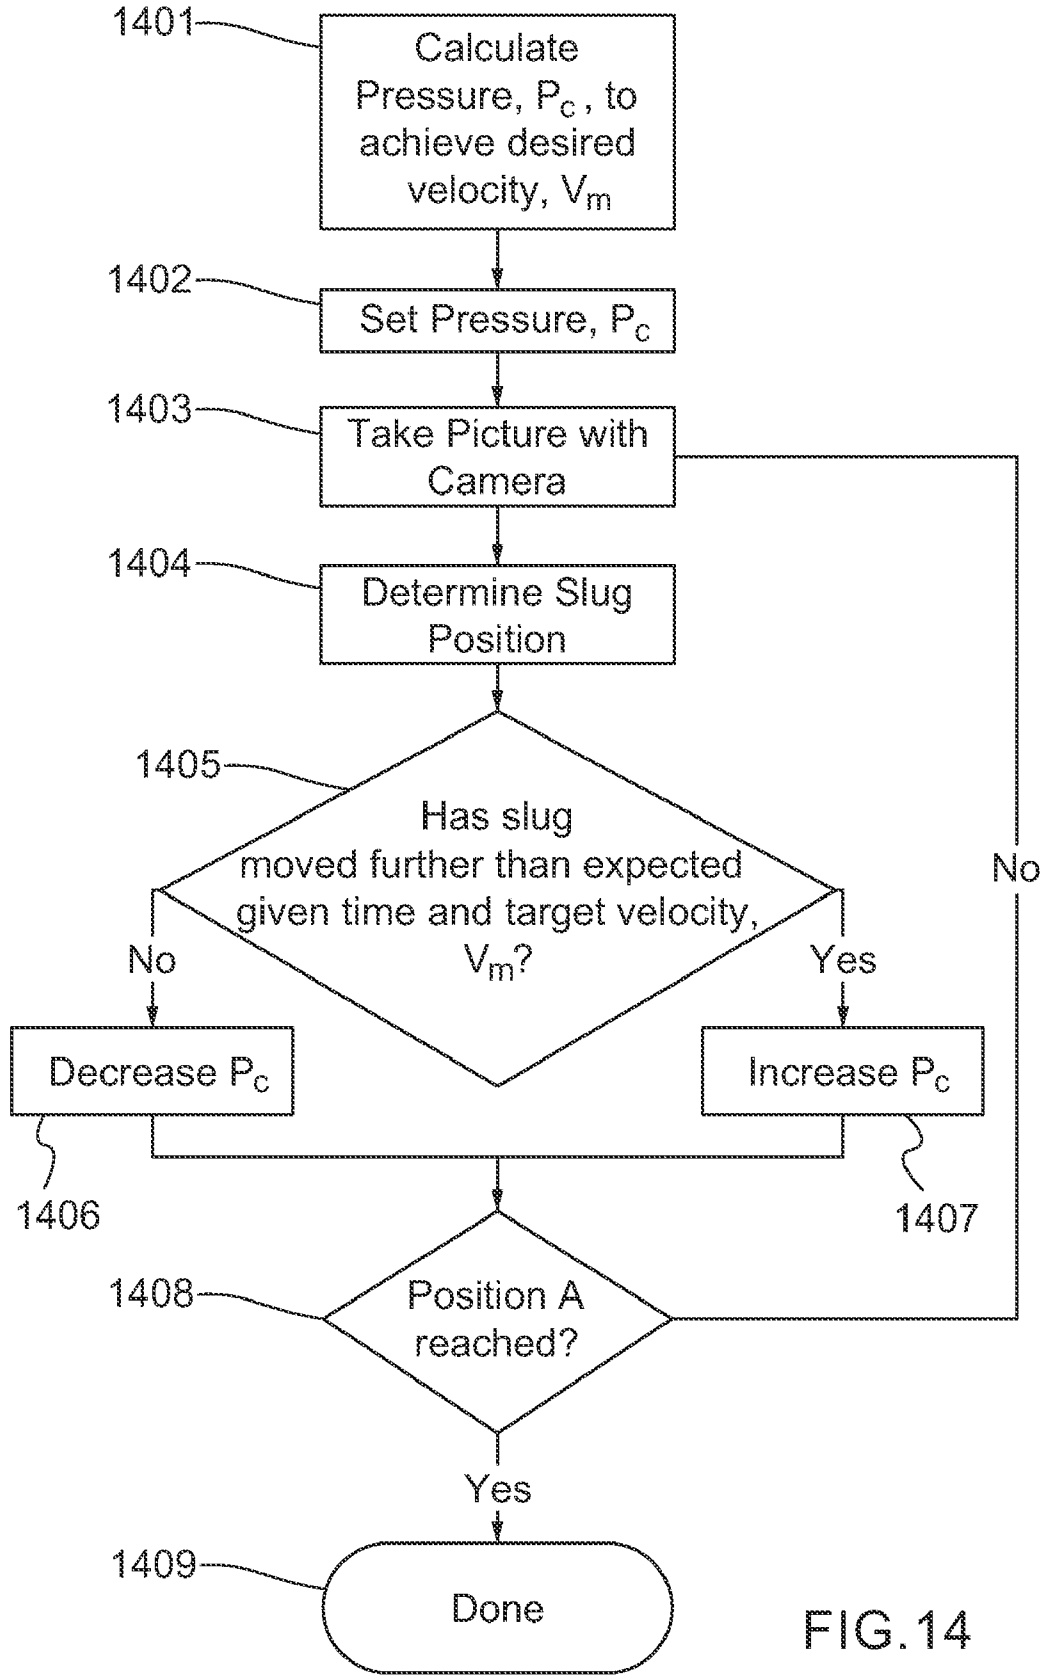 1401
Calculate
Pressure, Pc, to
achieve desired
velocity, Vm
1402
Set Pressure, Pc
1403
Take Picture with
Camera
1404
Determine Slug
Position
1405
Has slug
moved further than expected
given time and target velocity,
Vm?
No
Yes
No
Decrease Pc
Increase Pc
1406
1407
1408
Position A
reached?
Yes
1409
Done
FIG.14